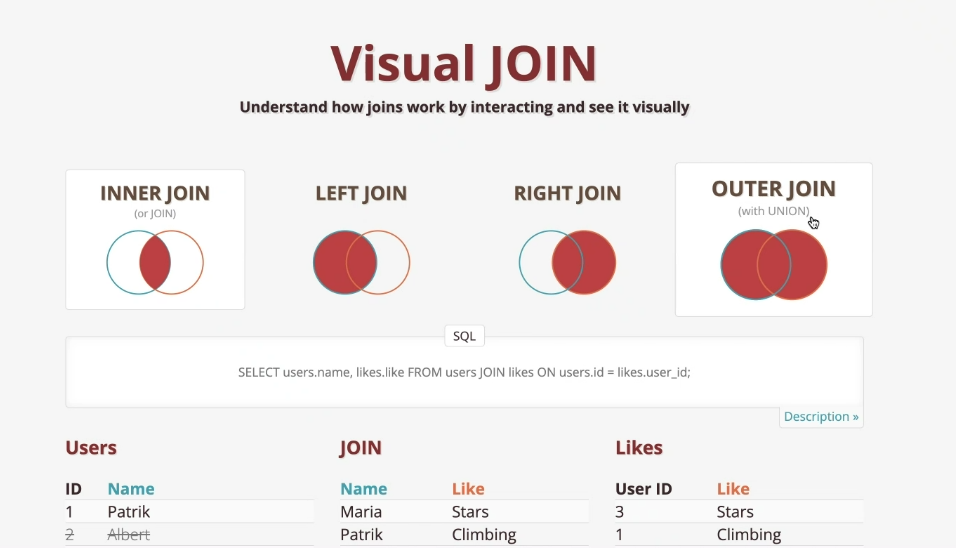 Visual JOIN
Understand how joins work by interacting and see it visually
INNER JOIN
(or JOIN)
LEFT JOIN
RIGHT JOIN
OUTER JOIN
(with UNION)
SQL
SELECT users.name, likes.like FROM users JOIN likes ON users.id = likes.user_id;
Description »
Users
ID Name
1 Patrik
2 Albert
JOIN
Name Like
Maria Stars
Patrik Climbing
Likes
User ID Like
3 Stars
1 Climbing